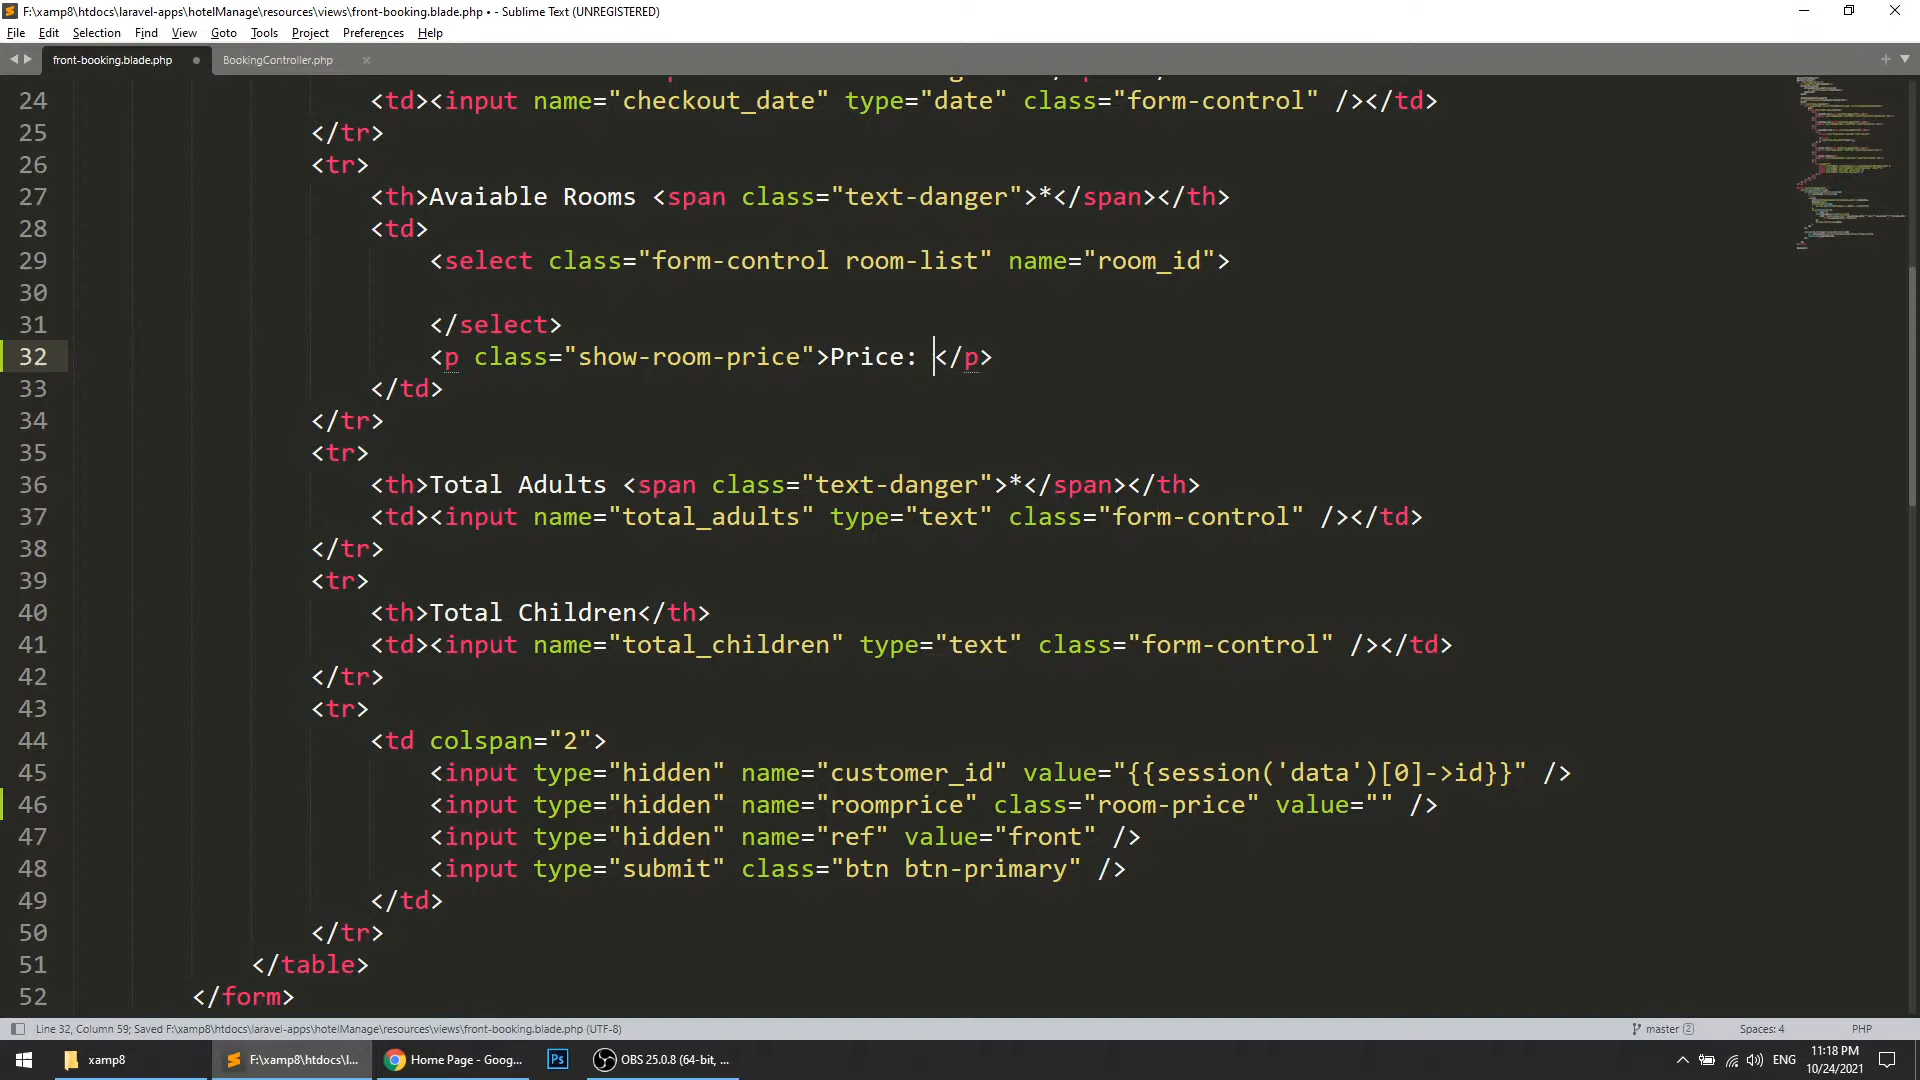 F:\xamp8\htdocs\laravel-apps\hotelManage\resources\views\front-booking.blade.php • - Sublime Text (UNREGISTERED)
File Edit Selection Find View Goto Tools Project Preferences Help
front-booking.blade.php BookingController.php
24 <td><input name="checkout_date" type="date" class="form-control" /></td>
25 </tr>
26 <tr>
27 <th>Avaiable Rooms <span class="text-danger">*</span></th>
28 <td>
29 <select class="form-control room-list" name="room_id">
30
31 </select>
32 <p class="show-room-price">Price: </p>
33 </td>
34 </tr>
35 <tr>
36 <th>Total Adults <span class="text-danger">*</span></th>
37 <td><input name="total_adults" type="text" class="form-control" /></td>
38 </tr>
39 <tr>
40 <th>Total Children</th>
41 <td><input name="total_children" type="text" class="form-control" /></td>
42 </tr>
43 <tr>
44 <td colspan="2">
45 <input type="hidden" name="customer_id" value="{{session('data')[0]->id}}" />
46 <input type="hidden" name="roomprice" class="room-price" value="" />
47 <input type="hidden" name="ref" value="front" />
48 <input type="submit" class="btn btn-primary" />
49 </td>
50 </tr>
51 </table>
52 </form>
Line 32, Column 59; Saved F:\xamp8\htdocs\laravel-apps\hotelManage\resources\views\front-booking.blade.php (UTF-8) master 2 Spaces: 4 PHP
xamp8 F:\xamp8\htdocs\l... Home Page - Goog... Ps OBS 25.0.8 (64-bit, ... ENG 11:18 PM
10/24/2021